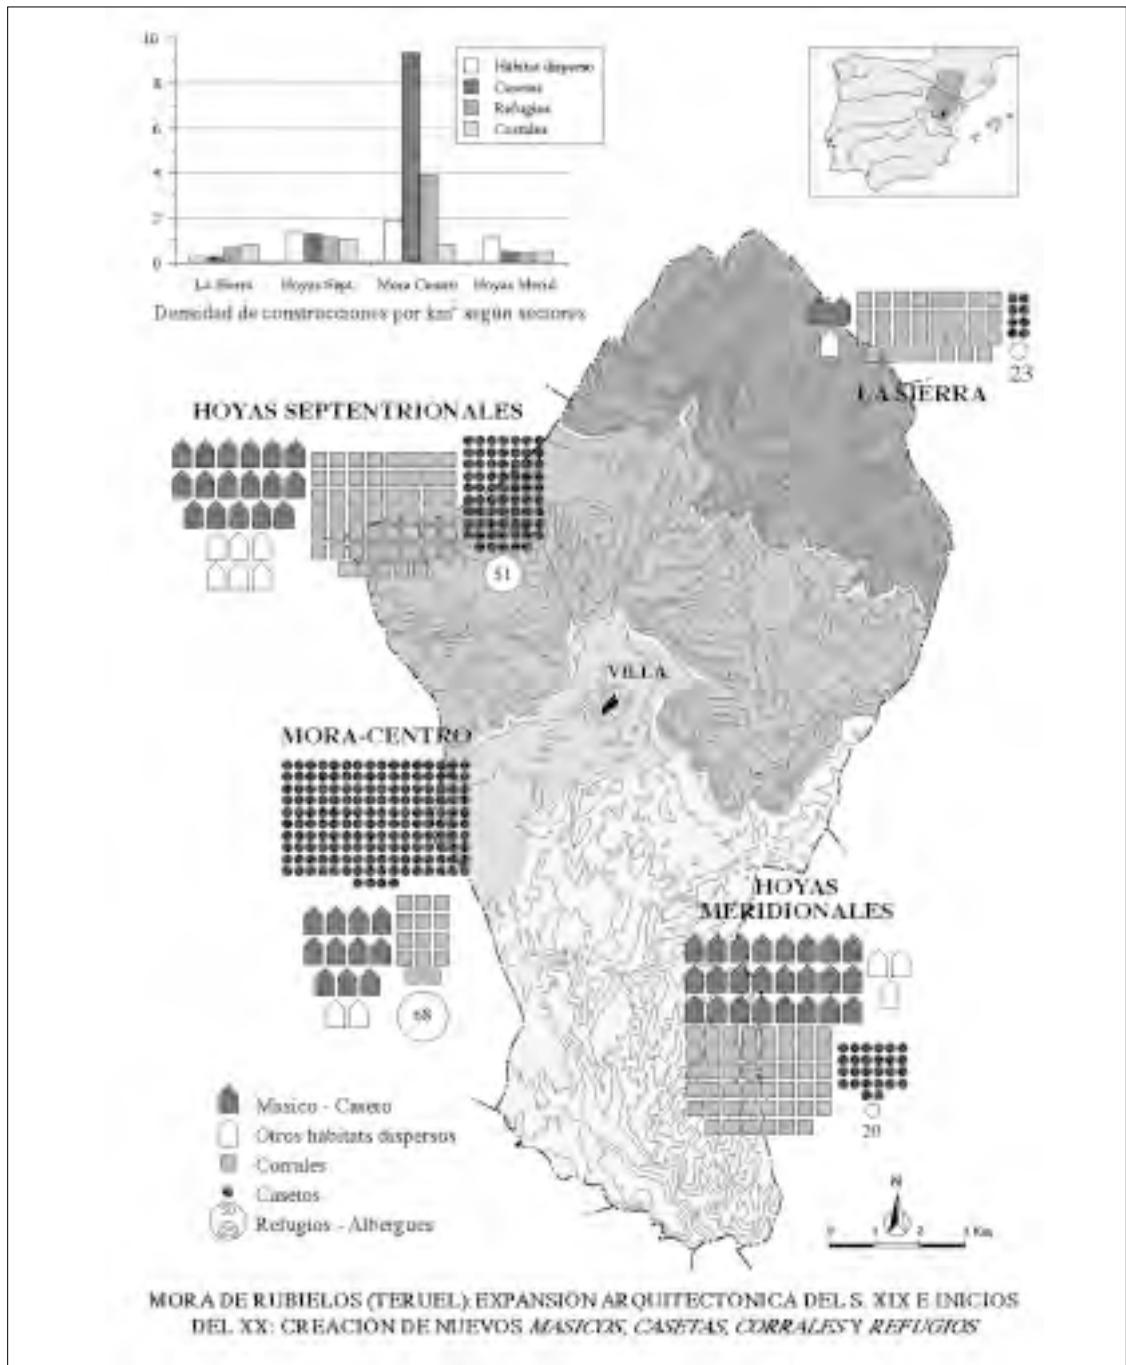 10
8
6
4
2
0
Hábitat disperso
Casetos
Refugios
Corrales
La Sierra Hoyas Sept. Mora Centro Hoyas Merid.
Densidad de construcciones por km² según sectores
LA SIERRA
23
HOYAS SEPTENTRIONALES
51
VILLA
MORA-CENTRO
68
HOYAS
MERIDIONALES
20
Masico - Casero
Otros hábitats dispersos
Corrales
Casetos
Refugios - Albergues
N
0 1 2 3 Km.
MORA DE RUBIELOS (TERUEL): EXPANSIÓN ARQUITECTÓNICA DEL S. XIX E INICIOS
DEL XX: CREACIÓN DE NUEVOS MASICOS, CASETAS, CORRALES Y REFUGIOS